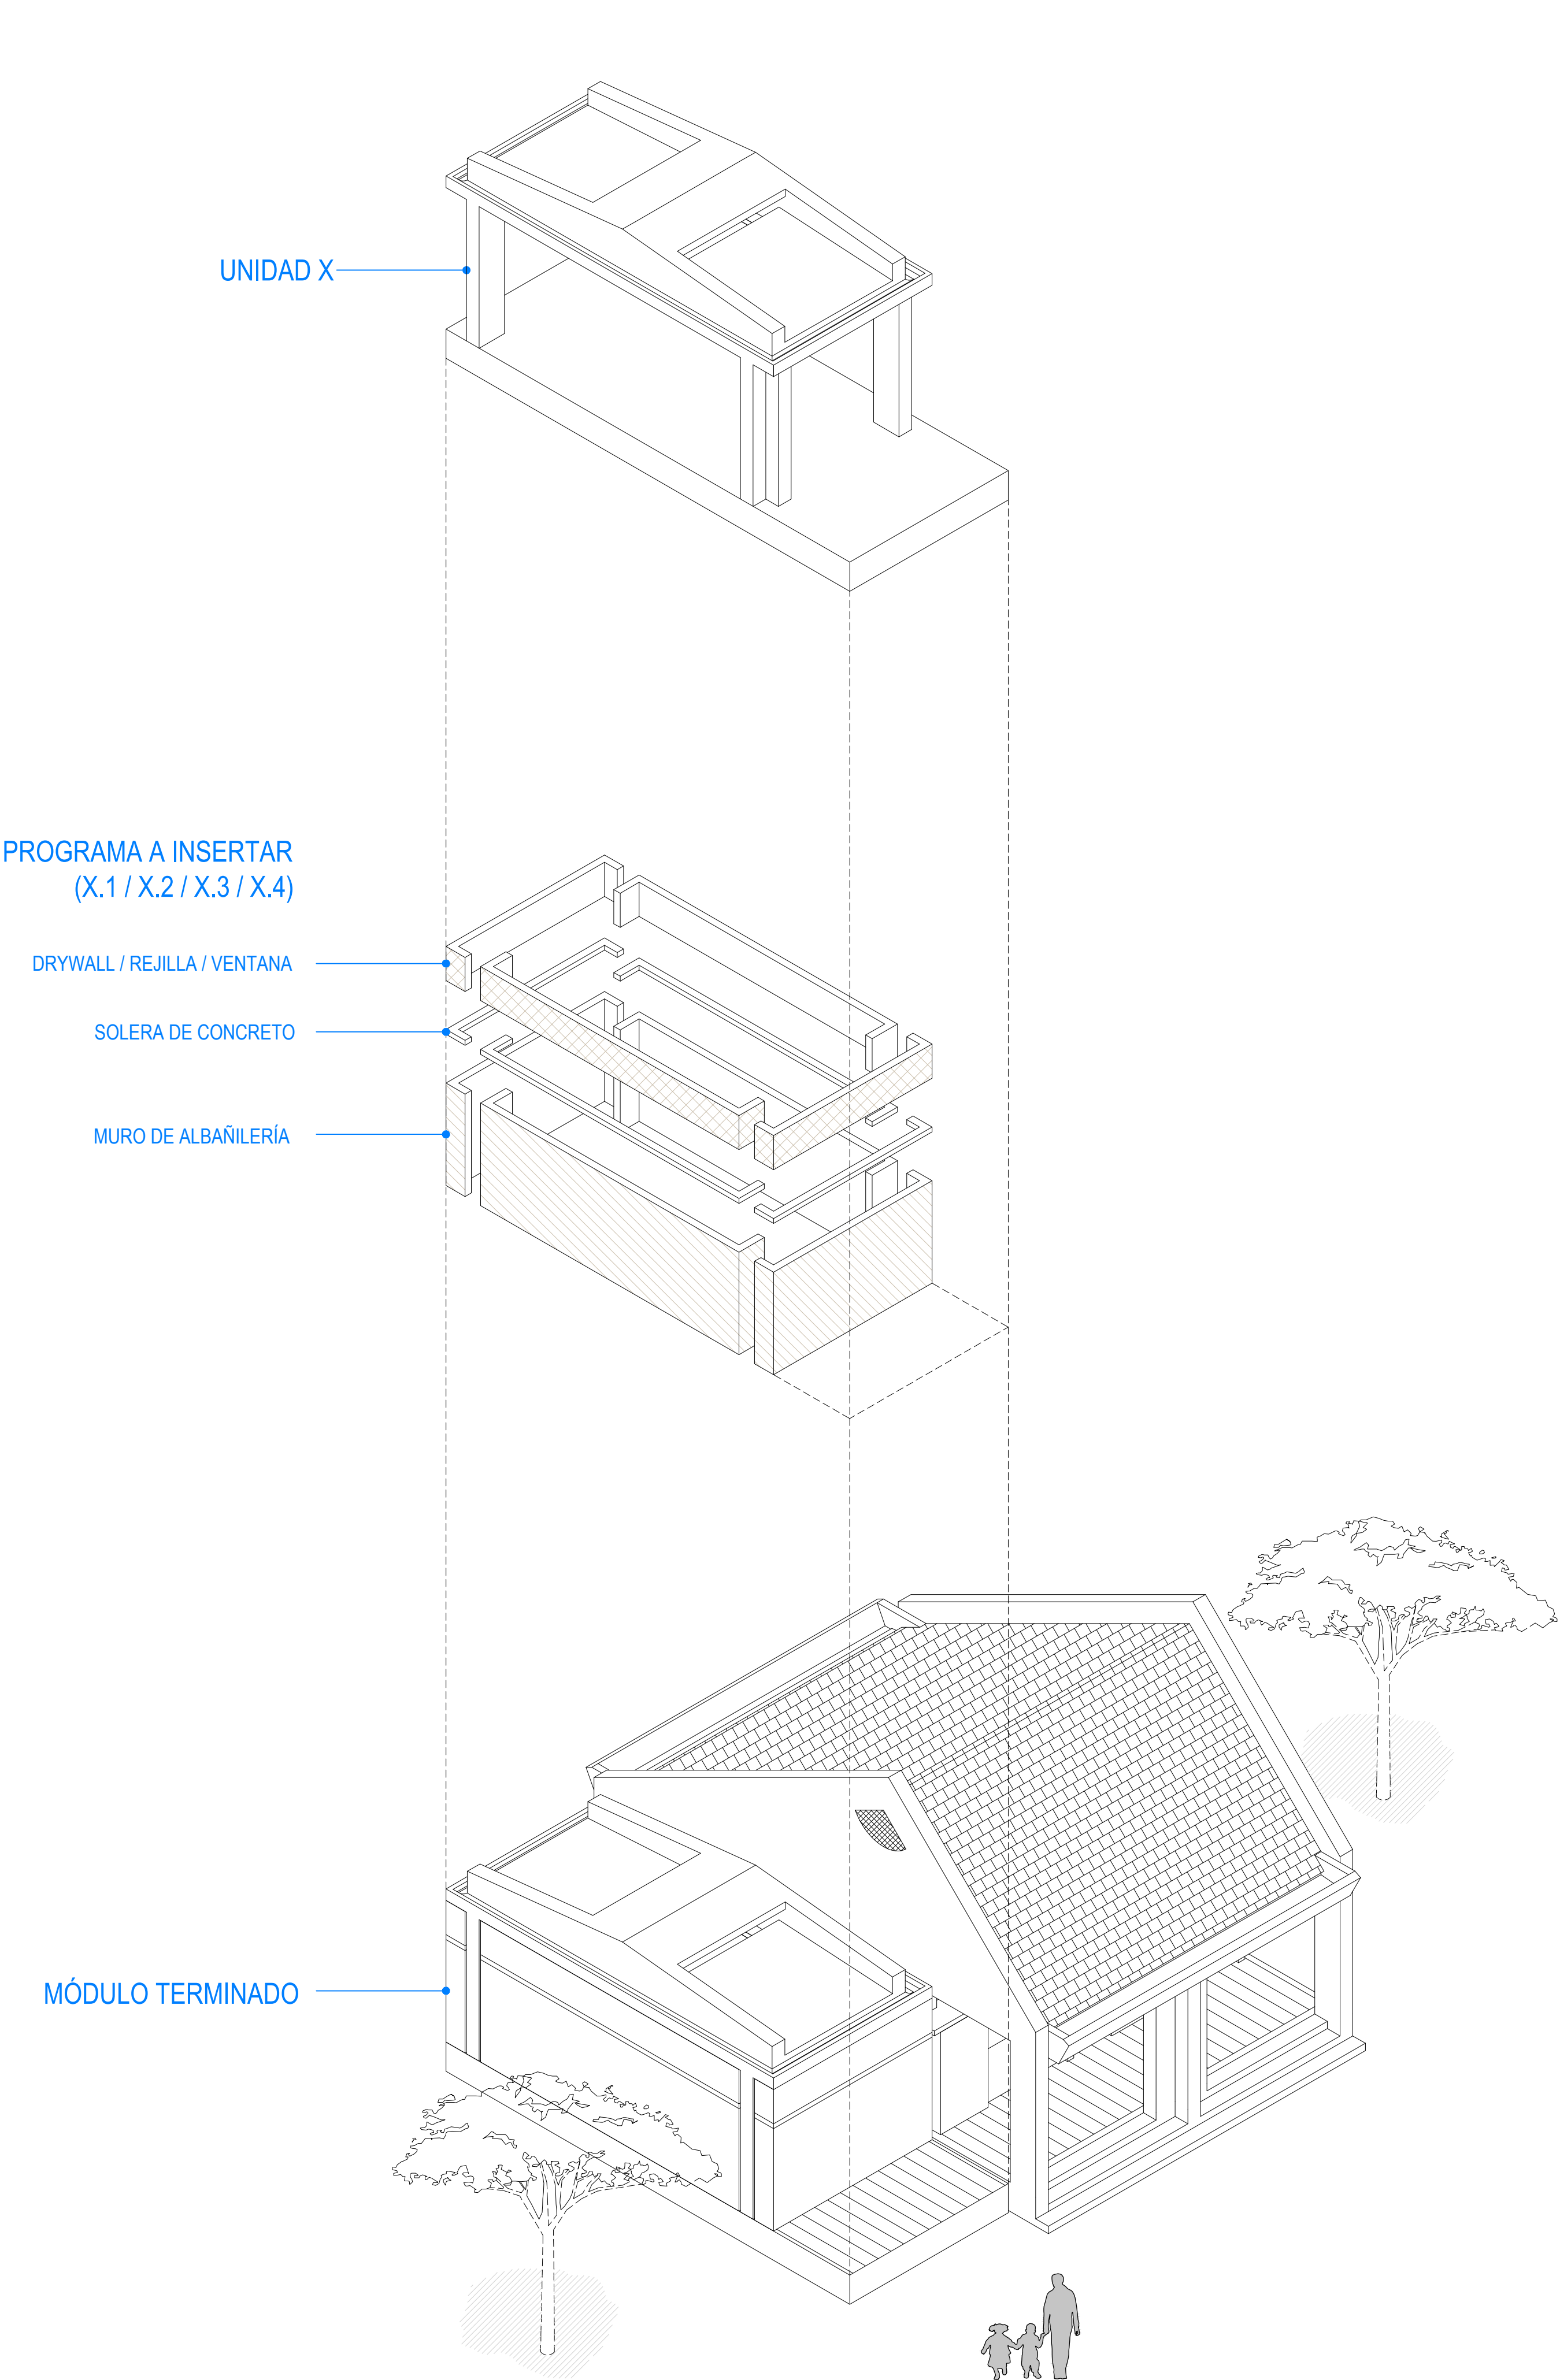 UNIDAD X
PROGRAMA A INSERTAR
(X.1 / X.2 / X.3 / X.4)
DRYWALL / REJILLA / VENTANA
SOLERA DE CONCRETO
MURO DE ALBAÑILERÍA
MÓDULO TERMINADO